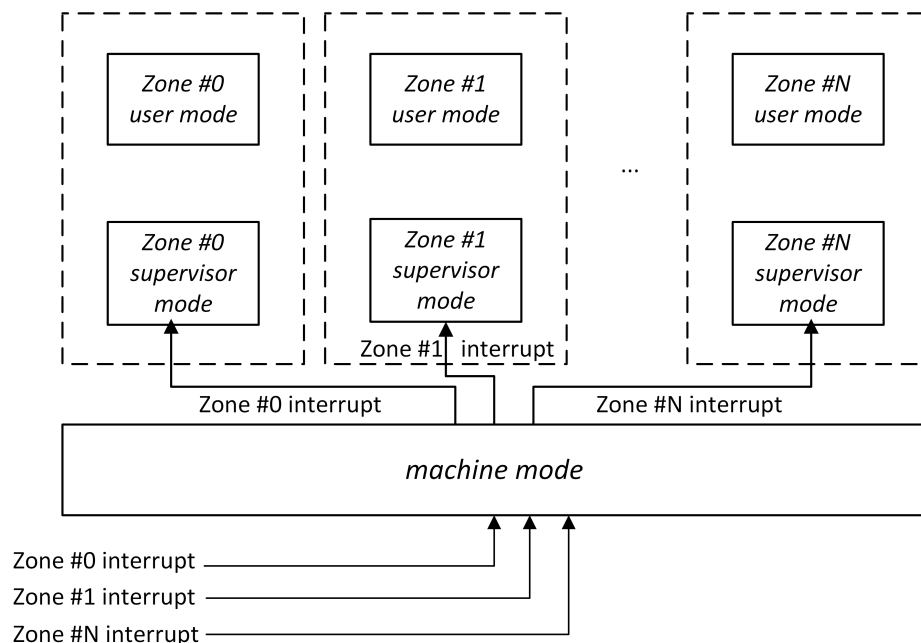 Zone #0
user mode
Zone #1
user mode
Zone #N
user mode
...
Zone #0
supervisor
mode
Zone #1
supervisor
mode
Zone #N
supervisor
mode
Zone #1 interrupt
Zone #0 interrupt
Zone #N interrupt
machine mode
Zone #0 interrupt
Zone #1 interrupt
Zone #N interrupt